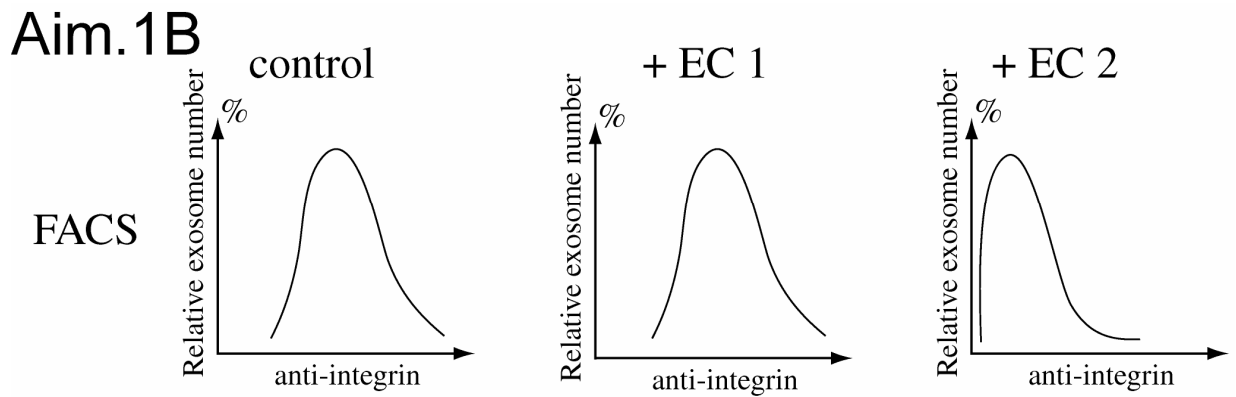 Aim.1B
control
+ EC 1
+ EC 2
FACS
Relative exosome number
%
anti-integrin
Relative exosome number
%
anti-integrin
Relative exosome number
%
anti-integrin